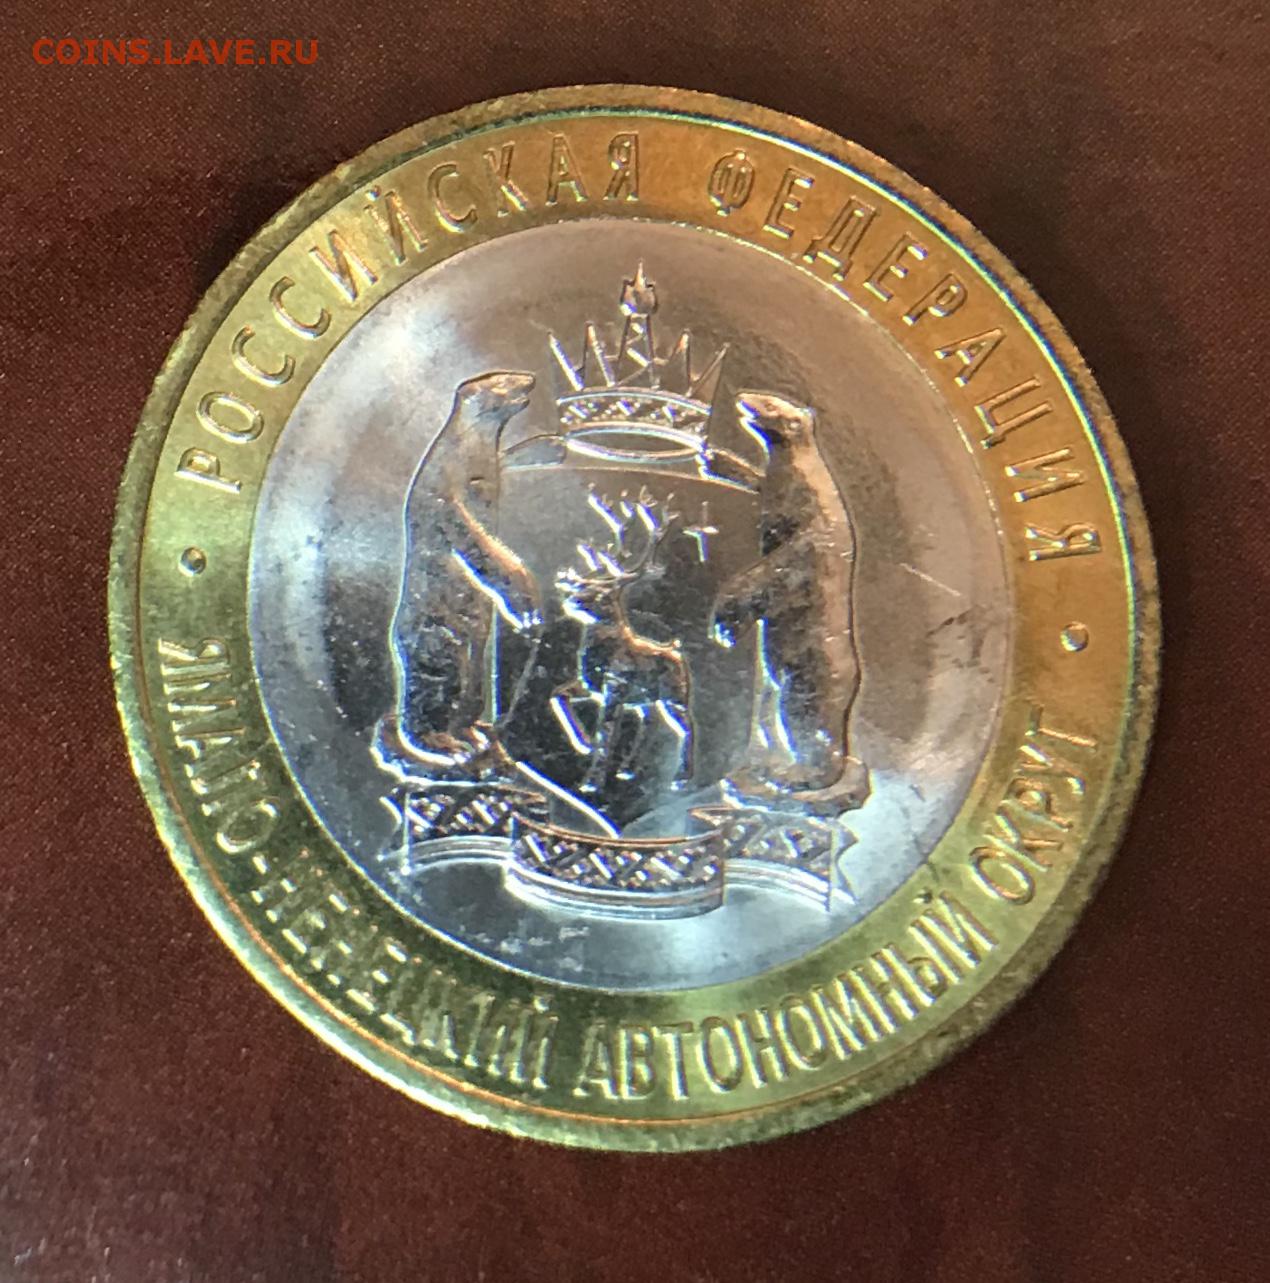 COINS.LAVE.RU
РОССИЙСКАЯ ФЕДЕРАЦИЯ
ЯМАЛО-НЕНЕЦКИЙ АВТОНОМНЫЙ ОКРУГ